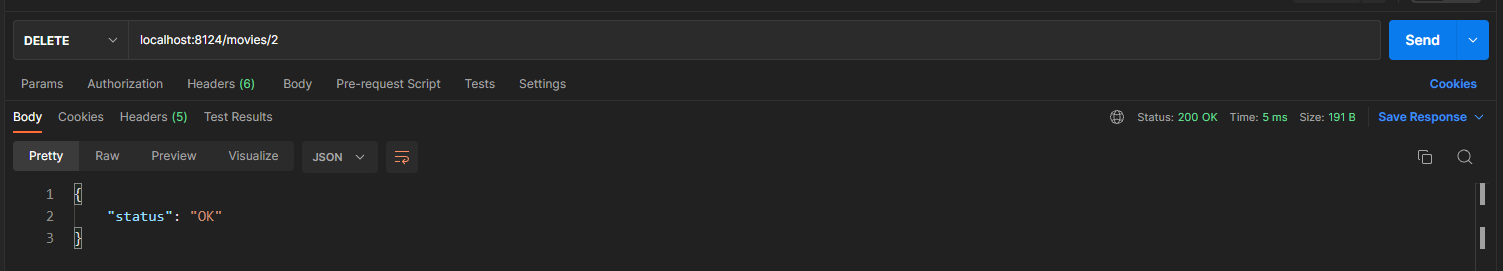 DELETE localhost:8124/movies/2 Send
Params Authorization Headers (6) Body Pre-request Script Tests Settings Cookies
Body Cookies Headers (5) Test Results Status: 200 OK Time: 5 ms Size: 191 B Save Response
Pretty Raw Preview Visualize JSON
1 {
2 "status": "OK"
3 }